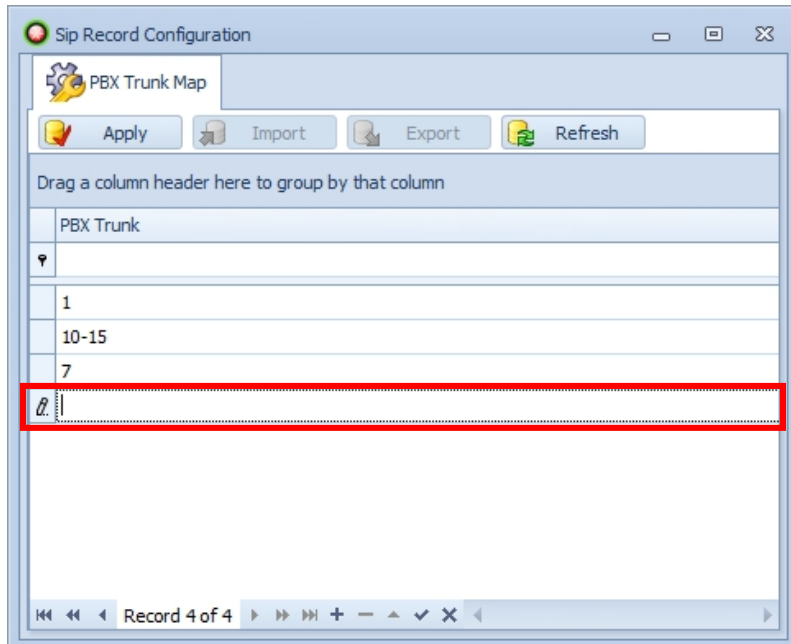 Sip Record Configuration
PBX Trunk Map
Apply Import Export Refresh
Drag a column header here to group by that column
PBX Trunk
1
10-15
7
Record 4 of 4